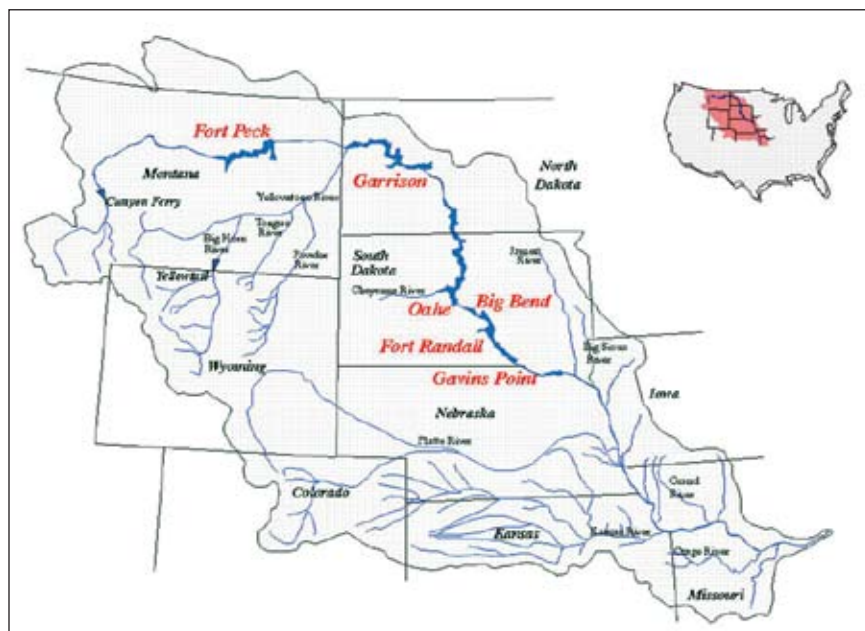 Fort Peck
North
Dakota
Montana
Garrison
Canyon Ferry
Yellowstone River
Big Horn
River
Tongue
River
Powder
River
South
Dakota
James
River
Yellowtail
Cheyenne River
Oahe
Big Bend
Fort Randall
Big Sioux
River
Wyoming
Gavins Point
Iowa
Nebraska
Platte River
Colorado
Grand
River
Kansas
Kansas River
Osage River
Missouri